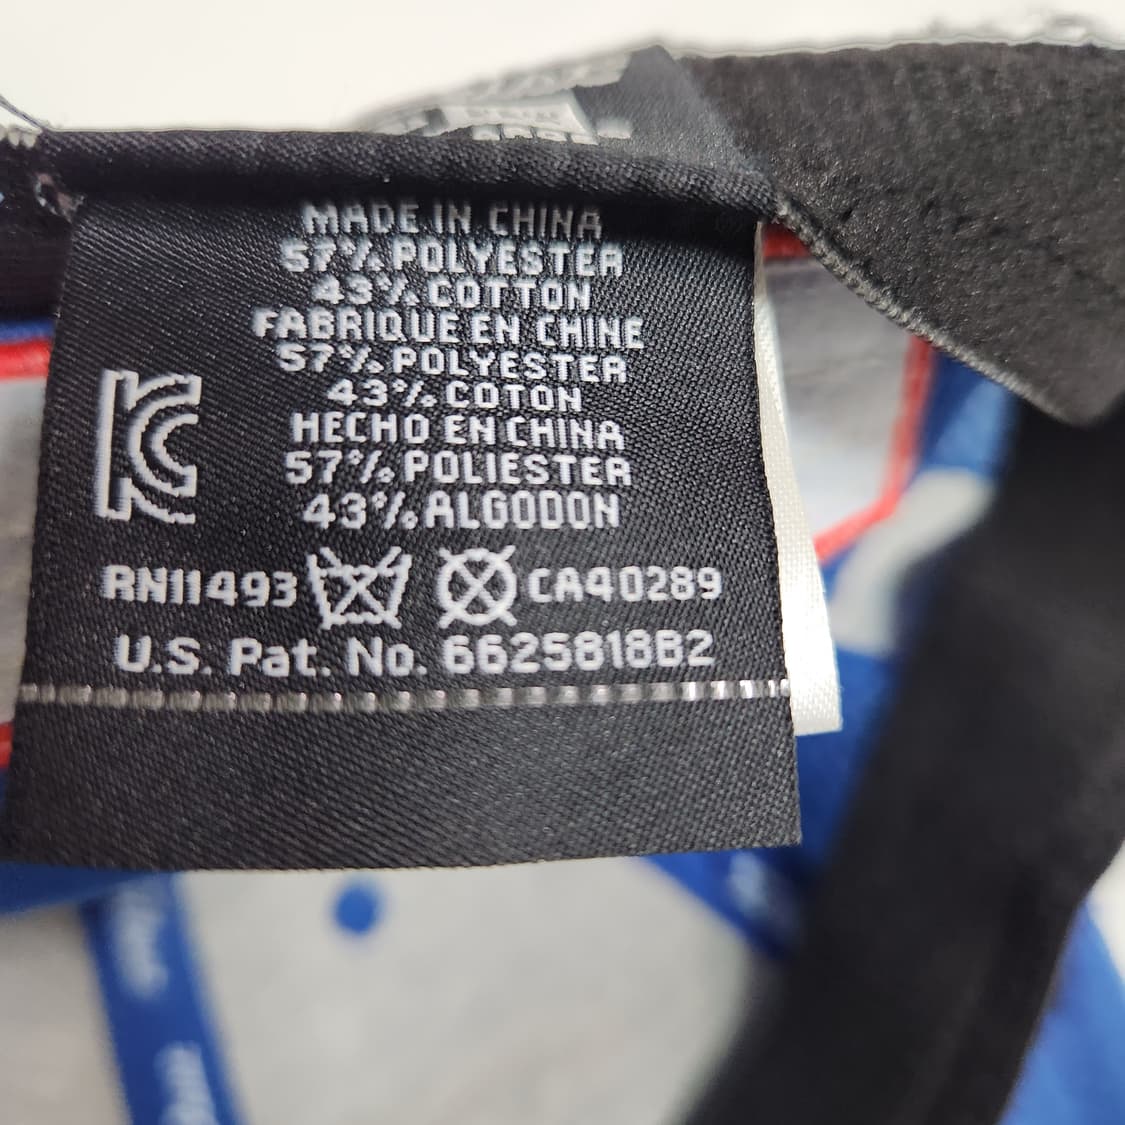 MADE IN CHINA
57% POLYESTER
43% COTTON
FABRIQUE EN CHINE
57% POLYESTER
43% COTON
HECHO EN CHINA
57% POLIESTER
43% ALGODON
RN11493 CA40289
U.S. Pat. No. 6625818B2